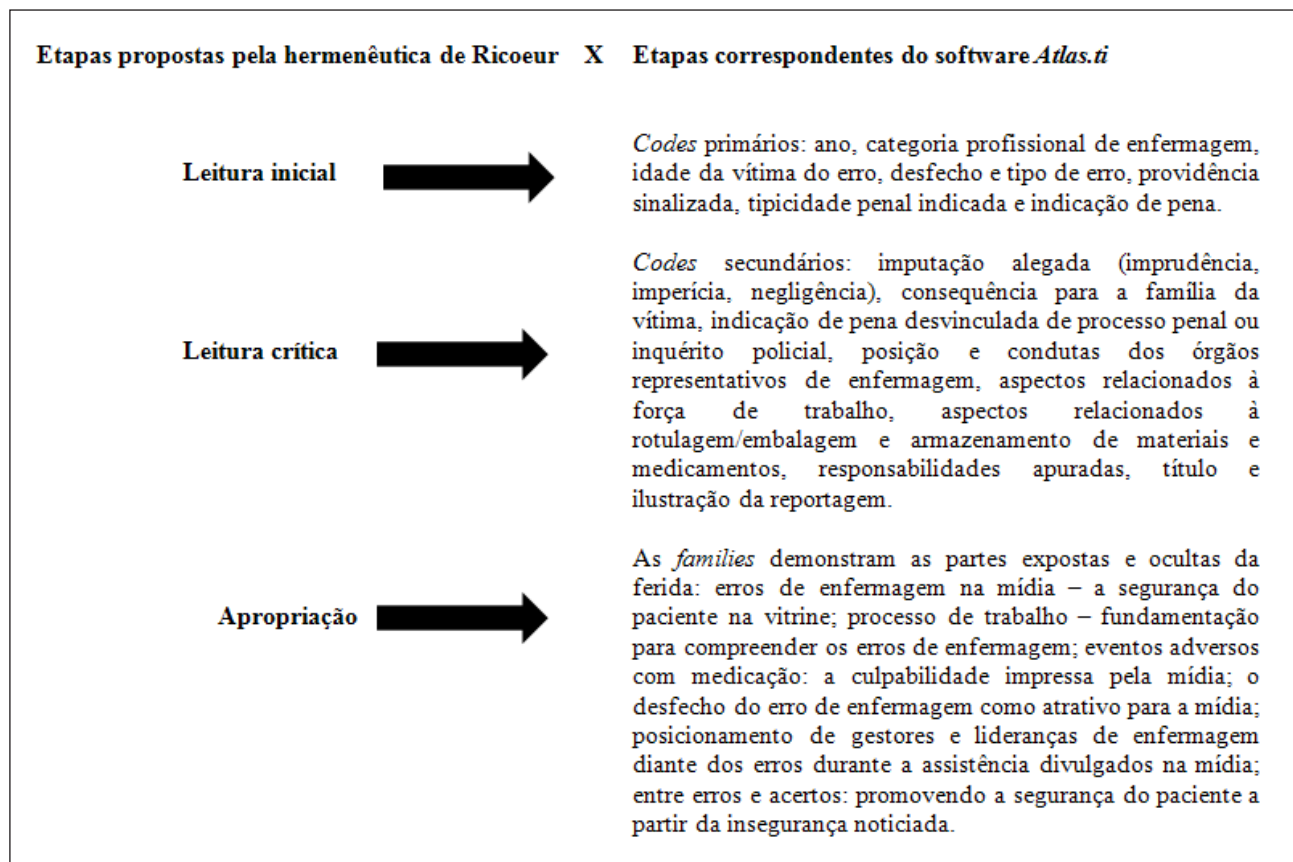 Etapas propostas pela hermenêutica de Ricoeur X Etapas correspondentes do software Atlas.ti
Leitura inicial
Codes primários: ano, categoria profissional de enfermagem,
idade da vítima do erro, desfecho e tipo de erro, providência
sinalizada, tipicidade penal indicada e indicação de pena.
Leitura crítica
Codes secundários: imputação alegada (imprudência,
imperícia, negligência), consequência para a família da
vítima, indicação de pena desvinculada de processo penal ou
inquérito policial, posição e condutas dos órgãos
representativos de enfermagem, aspectos relacionados à
força de trabalho, aspectos relacionados à
rotulagem/embalagem e armazenamento de materiais e
medicamentos, responsabilidades apuradas, título e
ilustração da reportagem.
Apropriação
As families demonstram as partes expostas e ocultas da
ferida: erros de enfermagem na mídia – a segurança do
paciente na vitrine; processo de trabalho – fundamentação
para compreender os erros de enfermagem; eventos adversos
com medicação: a culpabilidade impressa pela mídia; o
desfecho do erro de enfermagem como atrativo para a mídia;
posicionamento de gestores e lideranças de enfermagem
diante dos erros durante a assistência divulgados na mídia;
entre erros e acertos: promovendo a segurança do paciente a
partir da insegurança noticiada.